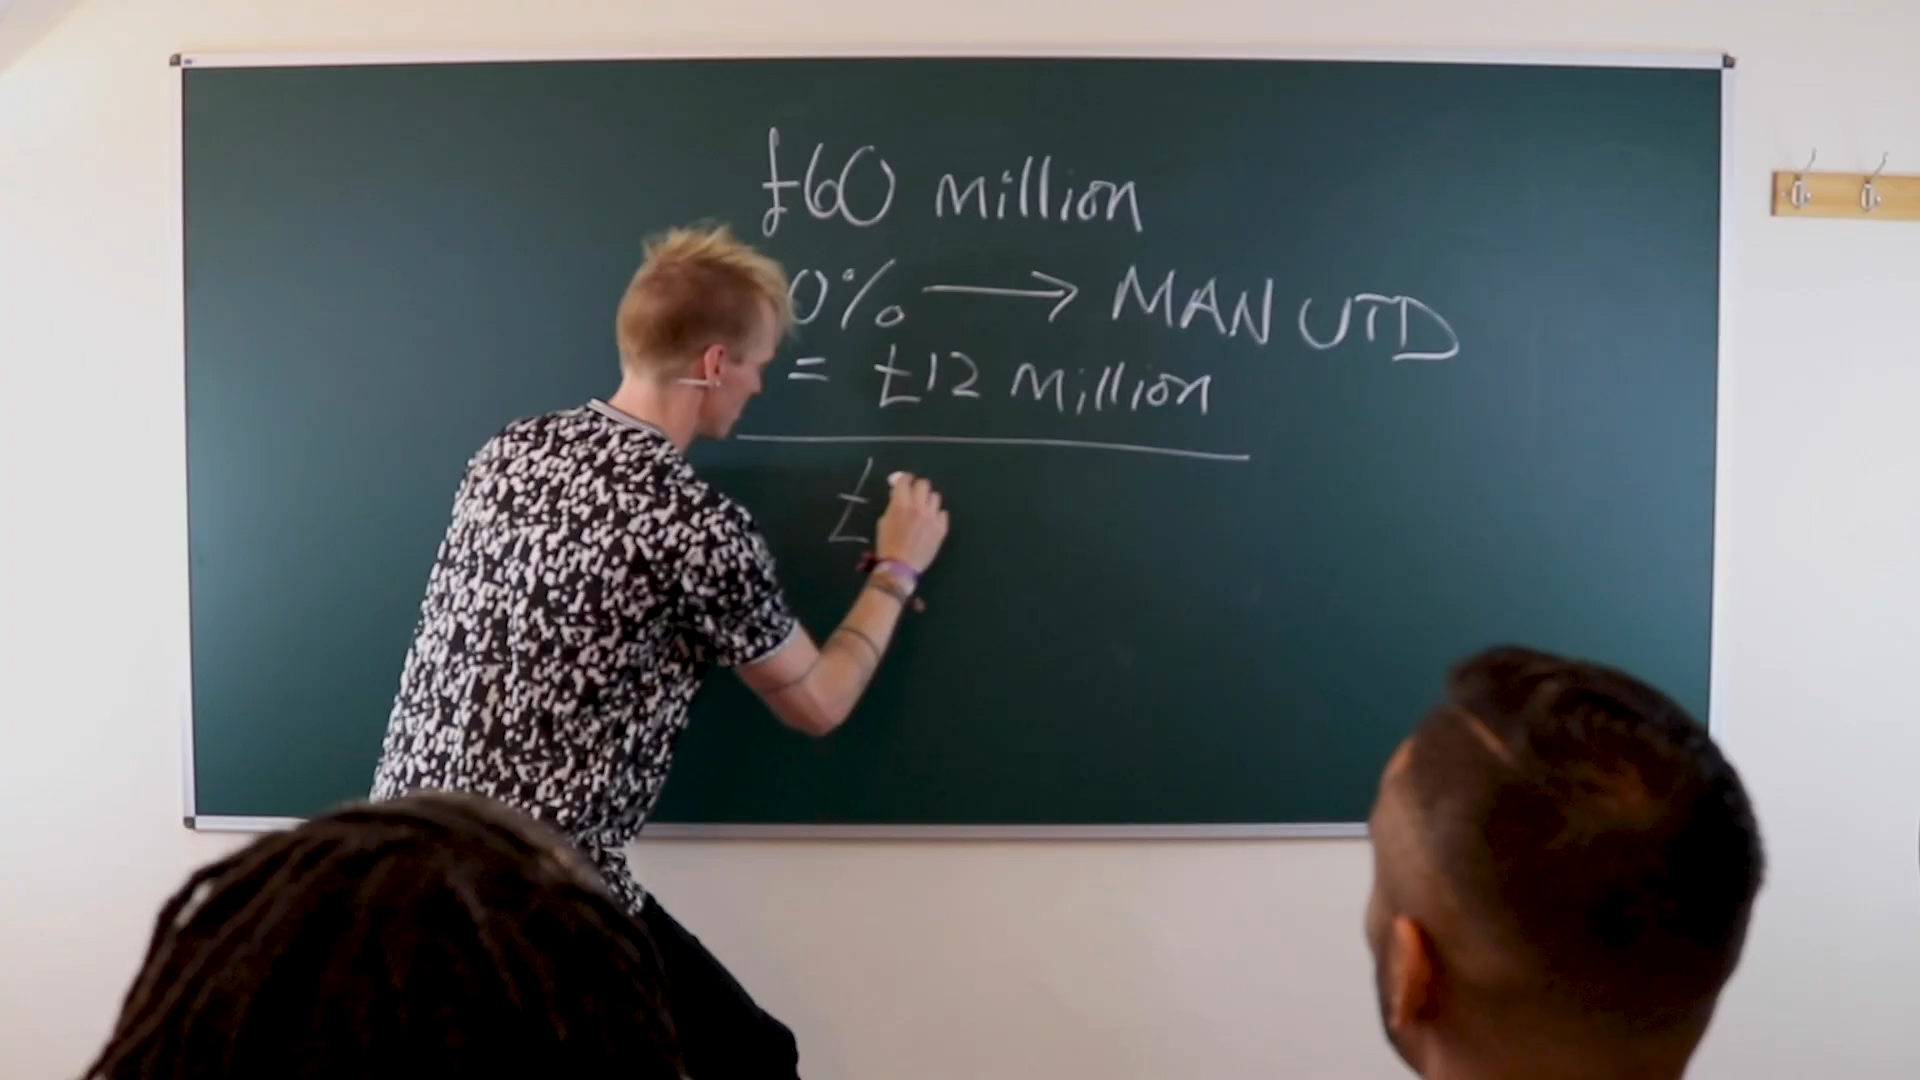 £60 million
0% → MAN UTD
= £12 Million
£